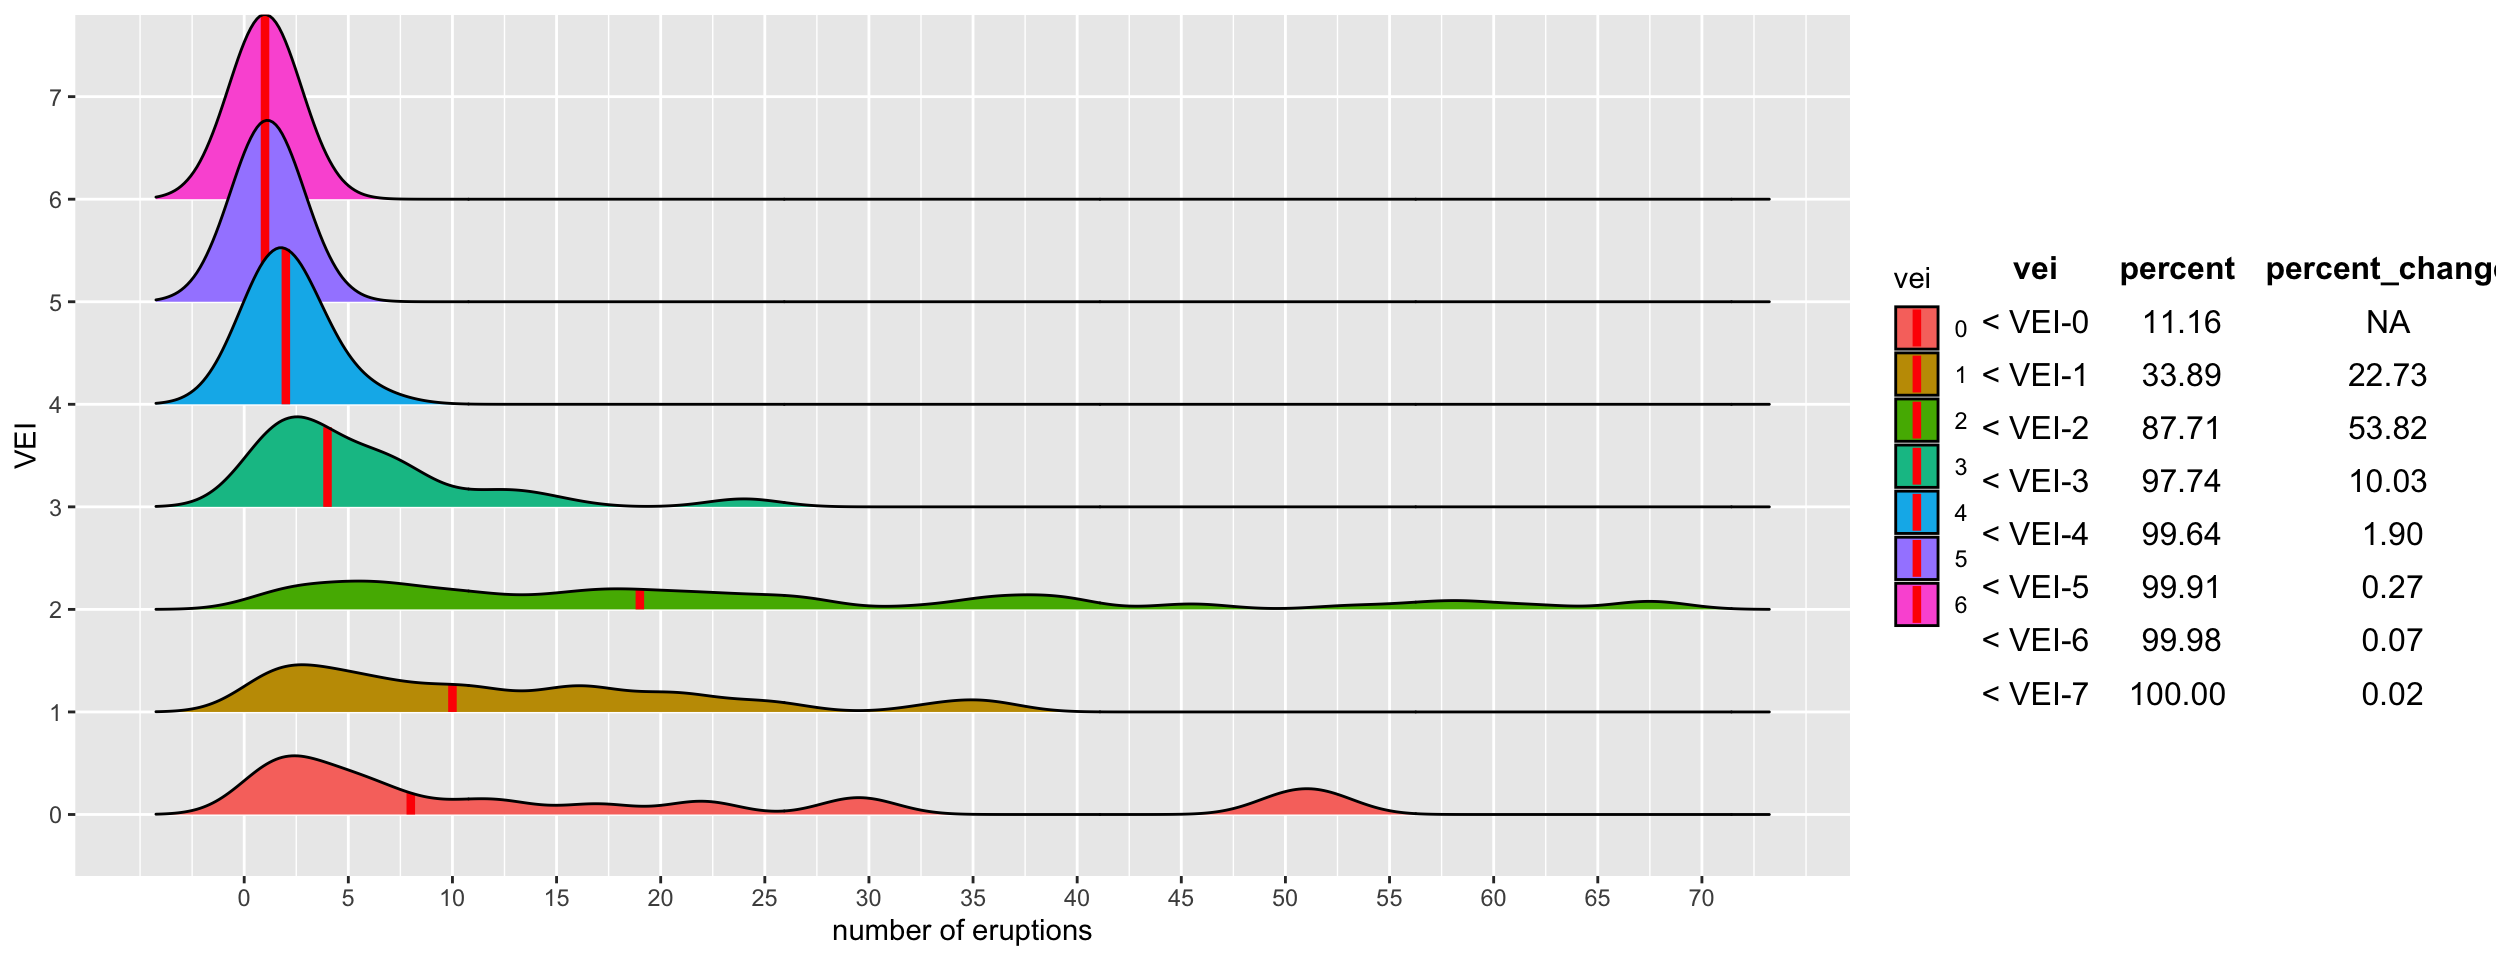 7
6
5
4
3
2
1
0
VEI
0 5 10 15 20 25 30 35 40 45 50 55 60 65 70
number of eruptions
vei
0
1
2
3
4
5
6
vei percent percent_change
< VEI-0 11.16 NA
< VEI-1 33.89 22.73
< VEI-2 87.71 53.82
< VEI-3 97.74 10.03
< VEI-4 99.64 1.90
< VEI-5 99.91 0.27
< VEI-6 99.98 0.07
< VEI-7 100.00 0.02